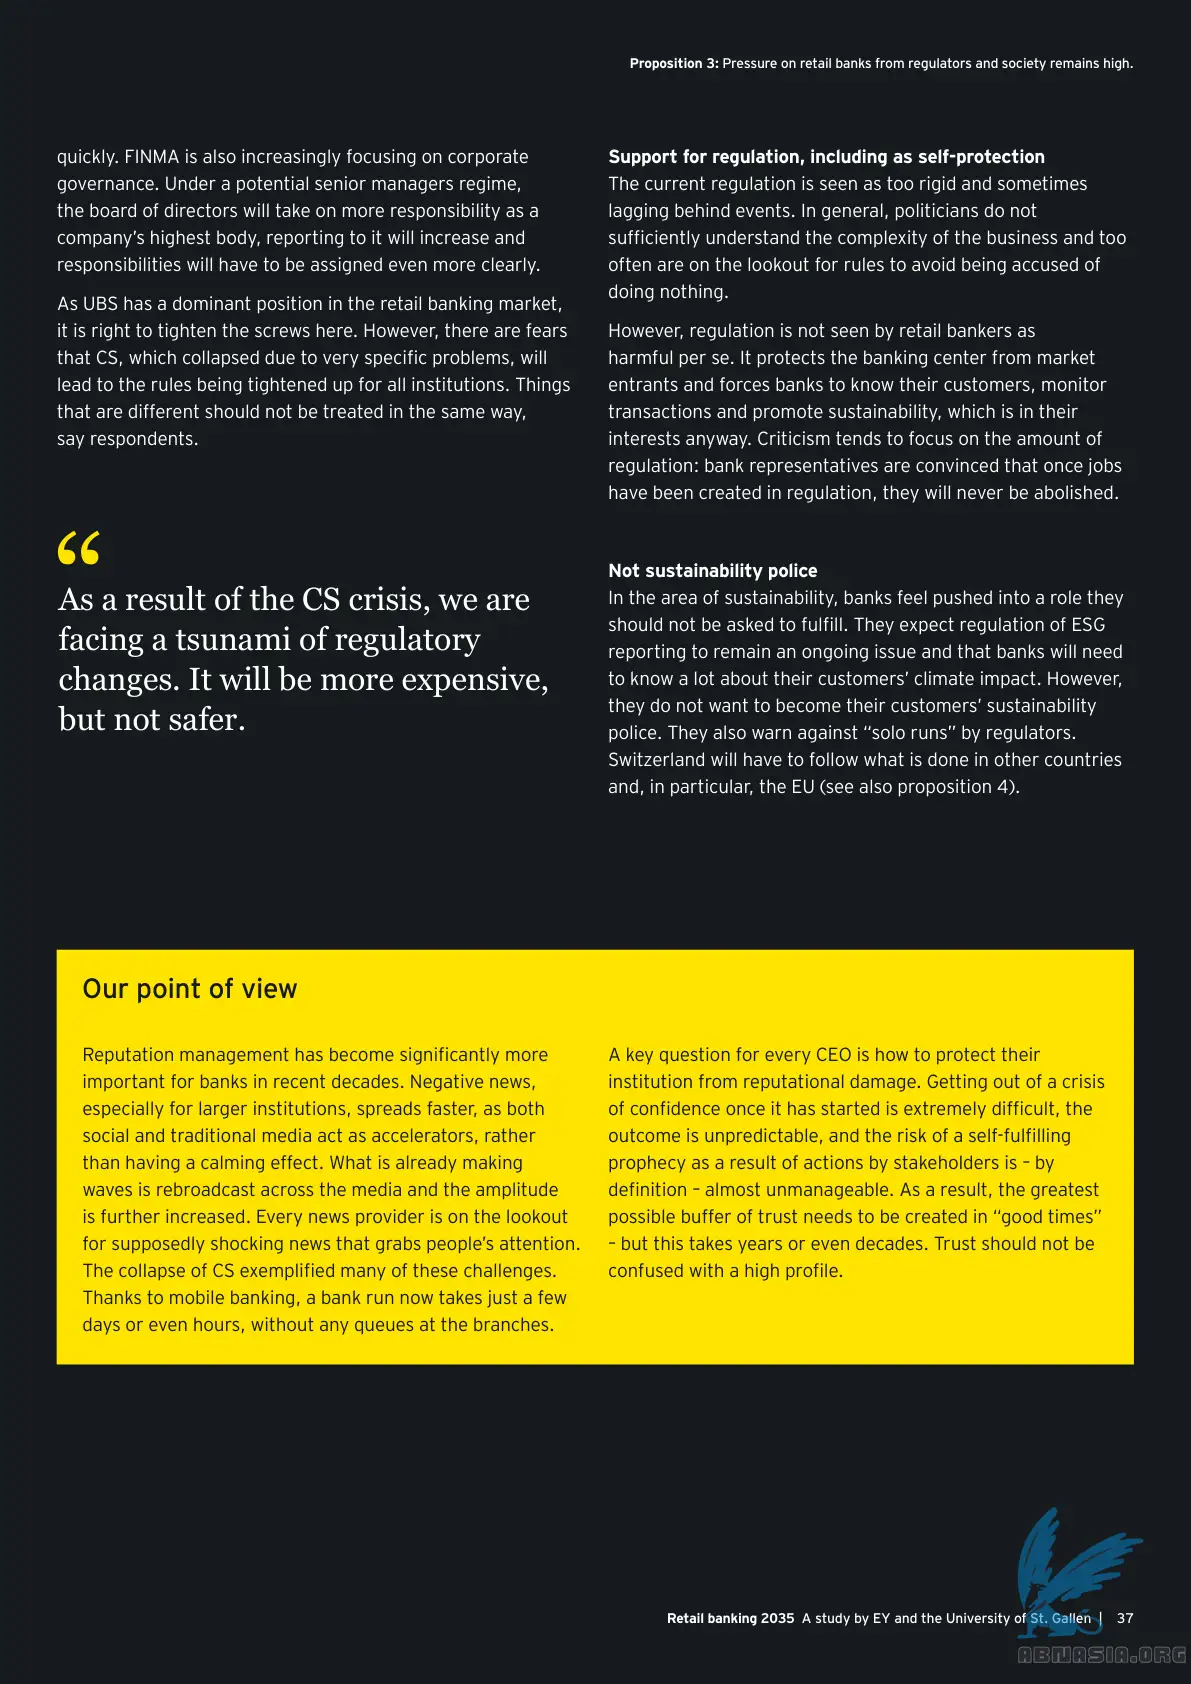 Proposition 3: Pressure on retail banks from regulators and society remains high.
quickly. FINMA is also increasingly focusing on corporate
governance. Under a potential senior managers regime,
the board of directors will take on more responsibility as a
company's highest body, reporting to it will increase and
responsibilities will have to be assigned even more clearly.
As UBS has a dominant position in the retail banking market,
it is right to tighten the screws here. However, there are fears
that CS, which collapsed due to very specific problems, will
lead to the rules being tightened up for all institutions. Things
that are different should not be treated in the same way,
say respondents.
“
As a result of the CS crisis, we are
facing a tsunami of regulatory
changes. It will be more expensive,
but not safer.
Support for regulation, including as self-protection
The current regulation is seen as too rigid and sometimes
lagging behind events. In general, politicians do not
sufficiently understand the complexity of the business and too
often are on the lookout for rules to avoid being accused of
doing nothing.
However, regulation is not seen by retail bankers as
harmful per se. It protects the banking center from market
entrants and forces banks to know their customers, monitor
transactions and promote sustainability, which is in their
interests anyway. Criticism tends to focus on the amount of
regulation: bank representatives are convinced that once jobs
have been created in regulation, they will never be abolished.
Not sustainability police
In the area of sustainability, banks feel pushed into a role they
should not be asked to fulfill. They expect regulation of ESG
reporting to remain an ongoing issue and that banks will need
to know a lot about their customers' climate impact. However,
they do not want to become their customers' sustainability
police. They also warn against “solo runs” by regulators.
Switzerland will have to follow what is done in other countries
and, in particular, the EU (see also proposition 4).
Our point of view
Reputation management has become significantly more
important for banks in recent decades. Negative news,
especially for larger institutions, spreads faster, as both
social and traditional media act as accelerators, rather
than having a calming effect. What is already making
waves is rebroadcast across the media and the amplitude
is further increased. Every news provider is on the lookout
for supposedly shocking news that grabs people's attention.
The collapse of CS exemplified many of these challenges.
Thanks to mobile banking, a bank run now takes just a few
days or even hours, without any queues at the branches.
A key question for every CEO is how to protect their
institution from reputational damage. Getting out of a crisis
of confidence once it has started is extremely difficult, the
outcome is unpredictable, and the risk of a self-fulfilling
prophecy as a result of actions by stakeholders is – by
definition – almost unmanageable. As a result, the greatest
possible buffer of trust needs to be created in “good times”
– but this takes years or even decades. Trust should not be
confused with a high profile.
Retail banking 2035 A study by EY and the University of St. Gallen | 37
ABNASIA.ORG